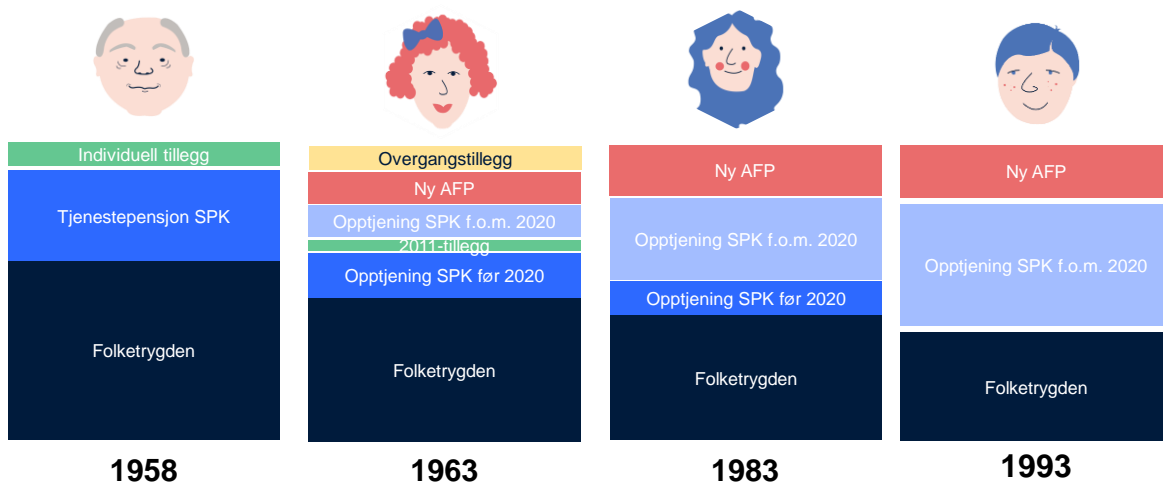 Individuell tillegg
Tjenestepensjon SPK
Folketrygden
1958
Overgangstillegg
Ny AFP
Opptjening SPK f.o.m. 2020
2011-tillegg
Opptjening SPK før 2020
Folketrygden
1963
Ny AFP
Opptjening SPK f.o.m. 2020
Opptjening SPK før 2020
Folketrygden
1983
Ny AFP
Opptjening SPK f.o.m. 2020
Folketrygden
1993